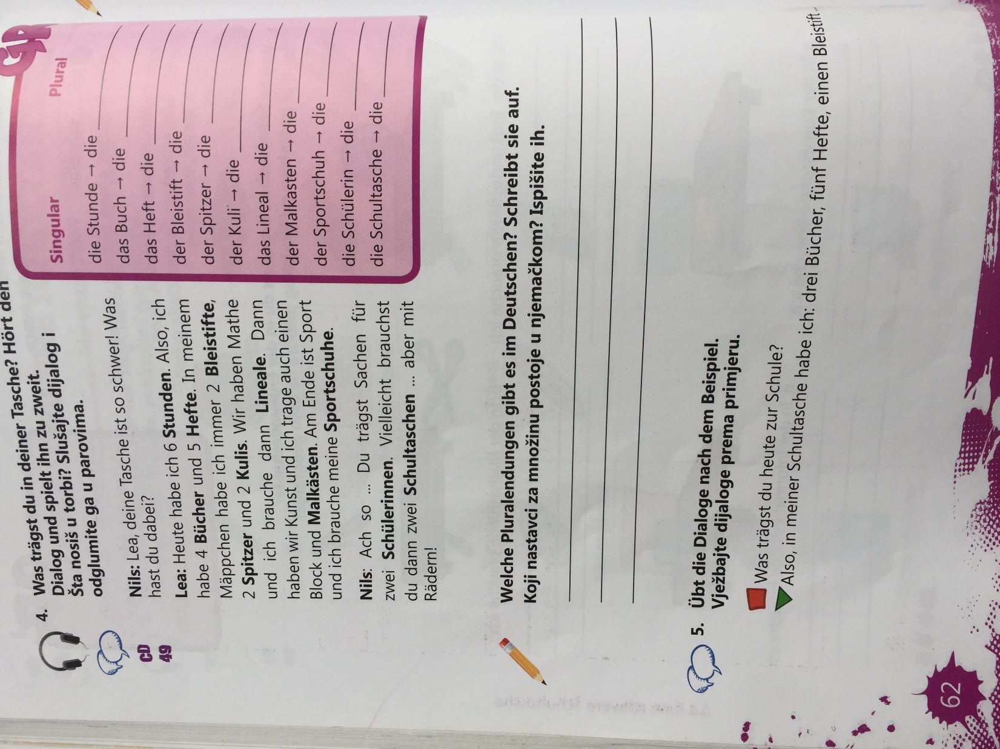 4. Was trägst du in deiner Tasche? Hört den
Dialog und spielt ihn zu zweit.
Šta nosiš u torbi? Slušajte dijalog i
odglumite ga u parovima.
CD
49
Nils: Lea, deine Tasche ist so schwer! Was
hast du dabei?
Lea: Heute habe ich 6 Stunden. Also, ich
habe 4 Bücher und 5 Hefte. In meinem
Mäppchen habe ich immer 2 Bleistifte,
2 Spitzer und 2 Kulis. Wir haben Mathe
und ich brauche dann Lineale. Dann
haben wir Kunst und ich trage auch einen
Block und Malkästen. Am Ende ist Sport
und ich brauche meine Sportschuhe.
Nils: Ach so ... Du trägst Sachen für
zwei Schülerinnen. Vielleicht brauchst
du dann zwei Schultaschen ... aber mit
Rädern!
Singular Plural
die Stunde → die
das Buch → die
das Heft → die
der Bleistift → die
der Spitzer → die
der Kuli → die
das Lineal → die
der Malkasten → die
der Sportschuh → die
die Schülerin → die
die Schultasche → die
Welche Pluralendungen gibt es im Deutschen? Schreibt sie auf.
Koji nastavci za množinu postoje u njemačkom? Ispišite ih.
5. Übt die Dialoge nach dem Beispiel.
Vježbajte dijaloge prema primjeru.
Was trägst du heute zur Schule?
Also, in meiner Schultasche habe ich: drei Bücher, fünf Hefte, einen Bleistift...
62